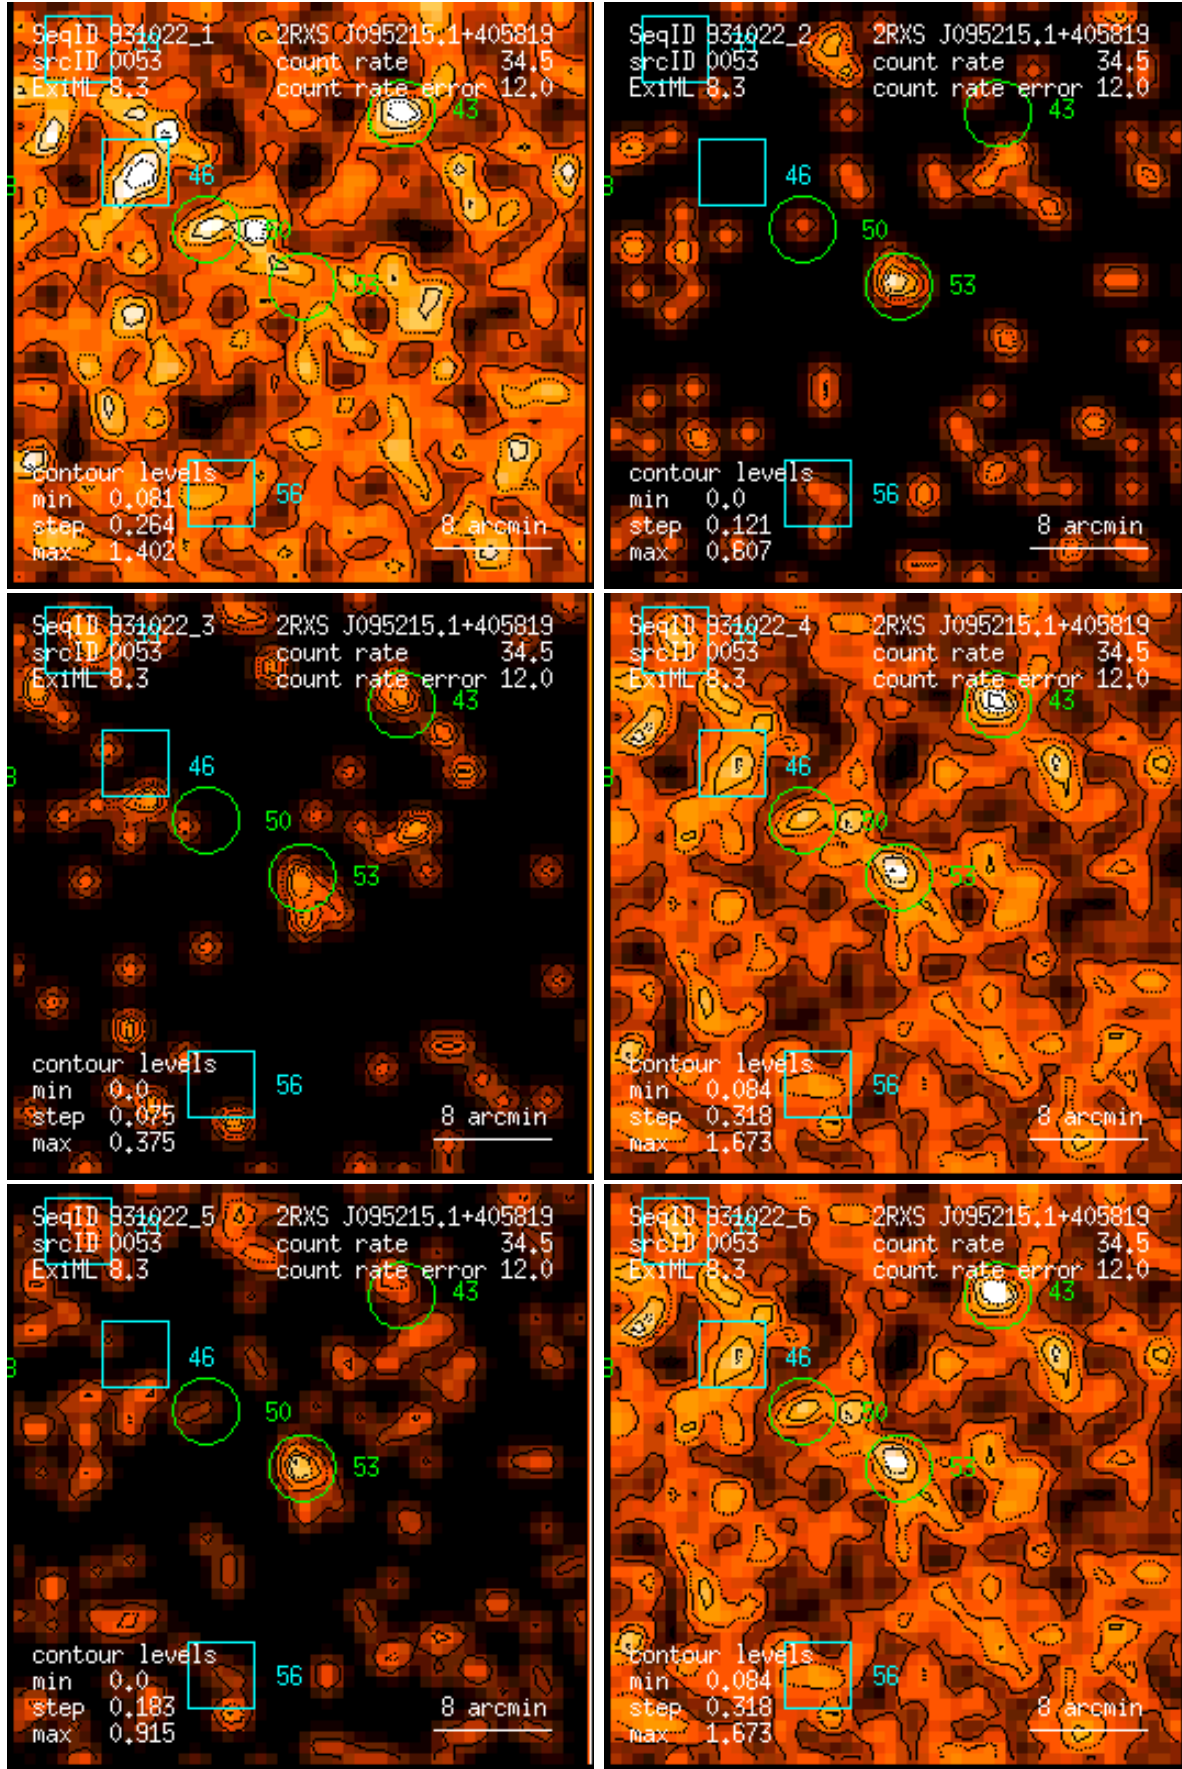 SeqID 931022_1 2RXS J095215.1+405819
srcID 0053 count rate 34.5
ExiML 8.3 count rate error 12.0
43
46
50
53
contour levels
min 0.081
56
step 0.264 8 arcmin
max 1.402
SeqID 931022_2 2RXS J095215.1+405819
srcID 0053 count rate 34.5
ExiML 8.3 count rate error 12.0
43
46
50
53
contour levels
min 0.0
56
step 0.121 8 arcmin
max 0.607
SeqID 931022_3 2RXS J095215.1+405819
srcID 0053 count rate 34.5
ExiML 8.3 count rate error 12.0
43
46
50
53
contour levels
min 0.0
56
step 0.075 8 arcmin
max 0.375
SeqID 931022_4 2RXS J095215.1+405819
srcID 0053 count rate 34.5
ExiML 8.3 count rate error 12.0
43
46
50
53
contour levels
min 0.084
56
step 0.318 8 arcmin
max 1.673
SeqID 931022_5 2RXS J095215.1+405819
srcID 0053 count rate 34.5
ExiML 8.3 count rate error 12.0
43
46
50
53
contour levels
min 0.0
56
step 0.183 8 arcmin
max 0.915
SeqID 931022_6 2RXS J095215.1+405819
srcID 0053 count rate 34.5
ExiML 8.3 count rate error 12.0
43
46
50
53
contour levels
min 0.084
56
step 0.318 8 arcmin
max 1.673